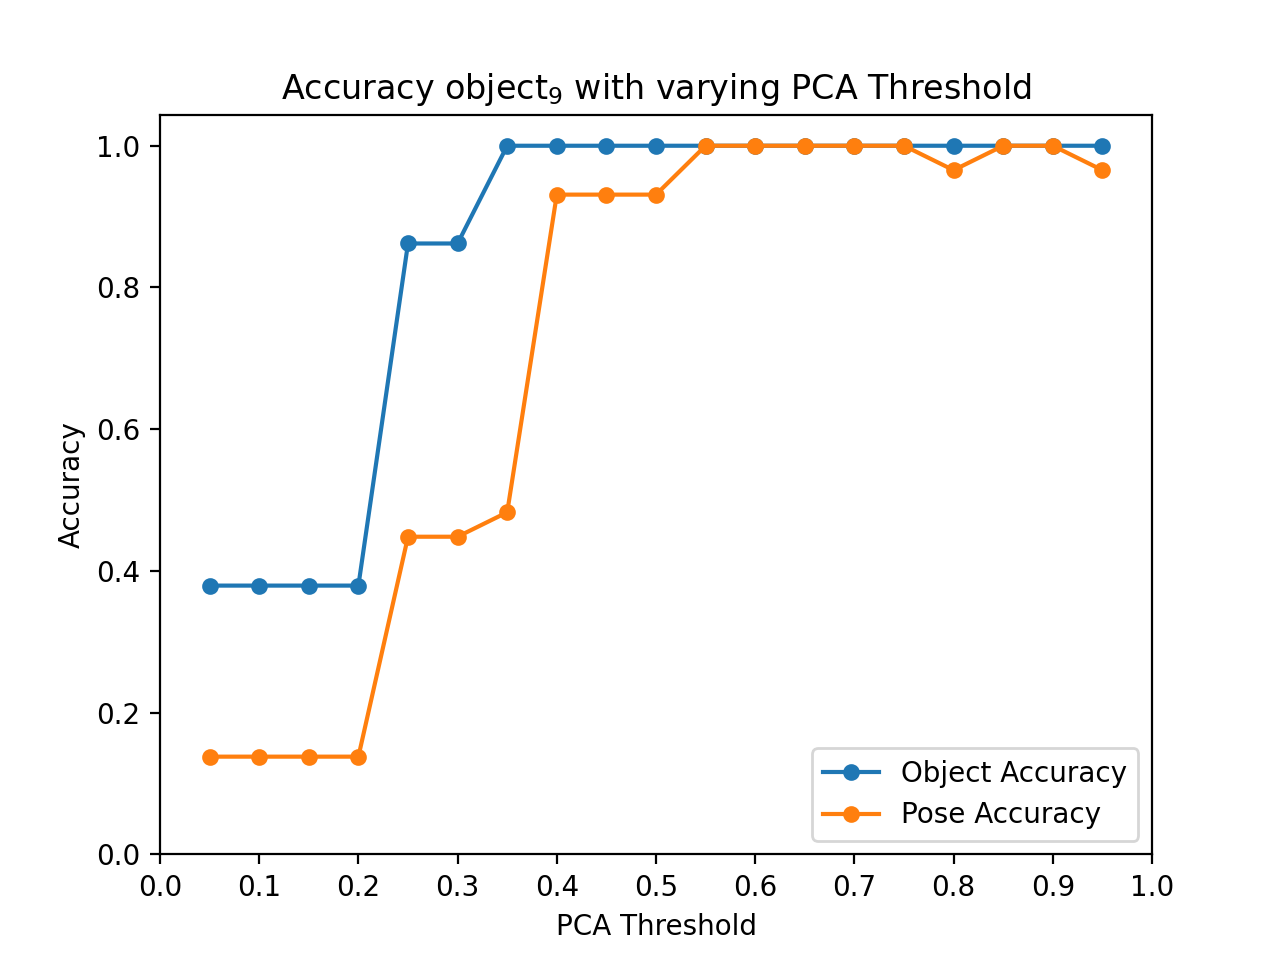 Accuracy object₉ with varying PCA Threshold
1.0
0.8
0.6
0.4
0.2
0.0
Accuracy
Object Accuracy
Pose Accuracy
0.0 0.1 0.2 0.3 0.4 0.5 0.6 0.7 0.8 0.9 1.0
PCA Threshold